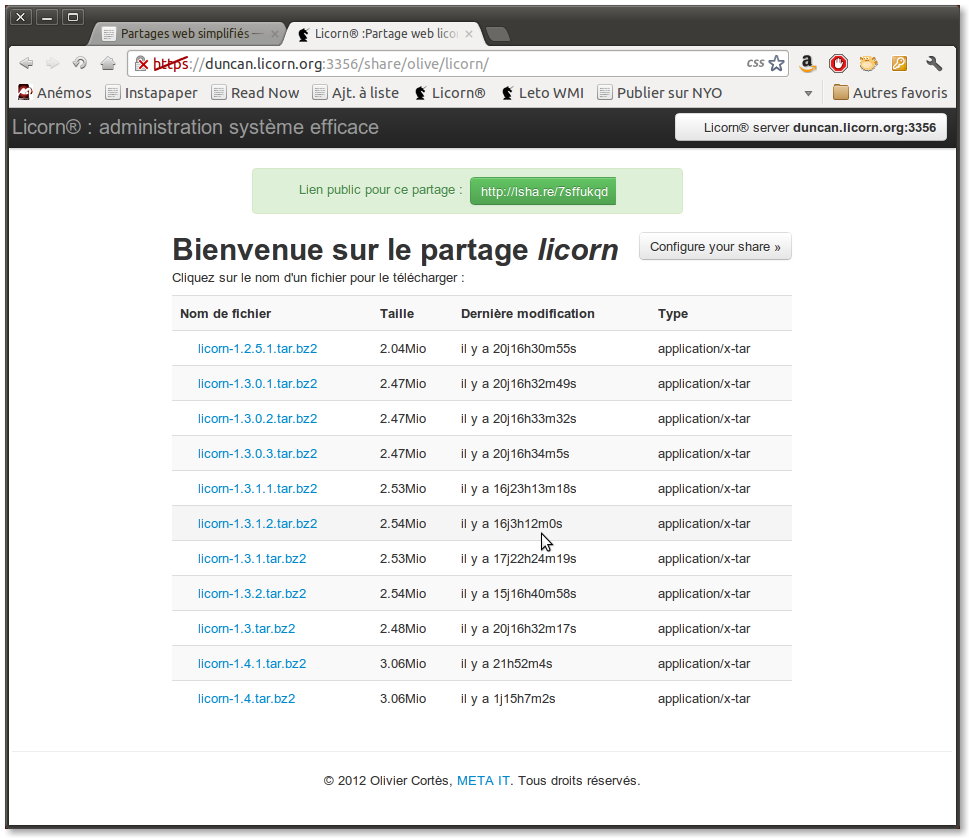 Partages web simplifiés —
Licorn® :Partage web licor
https://duncan.licorn.org:3356/share/olive/licorn/
css
Anémos Instapaper Read Now Ajt. à liste Licorn® Leto WMI Publier sur NYO Autres favoris
Licorn® : administration système efficace
Licorn® server duncan.licorn.org:3356
Lien public pour ce partage : http://lsha.re/7sffukqd
Bienvenue sur le partage licorn
Configure your share »
Cliquez sur le nom d'un fichier pour le télécharger :
Nom de fichier Taille Dernière modification Type
licorn-1.2.5.1.tar.bz2 2.04Mio il y a 20j16h30m55s application/x-tar
licorn-1.3.0.1.tar.bz2 2.47Mio il y a 20j16h32m49s application/x-tar
licorn-1.3.0.2.tar.bz2 2.47Mio il y a 20j16h33m32s application/x-tar
licorn-1.3.0.3.tar.bz2 2.47Mio il y a 20j16h34m5s application/x-tar
licorn-1.3.1.1.tar.bz2 2.53Mio il y a 16j23h13m18s application/x-tar
licorn-1.3.1.2.tar.bz2 2.54Mio il y a 16j3h12m0s application/x-tar
licorn-1.3.1.tar.bz2 2.53Mio il y a 17j22h24m19s application/x-tar
licorn-1.3.2.tar.bz2 2.54Mio il y a 15j16h40m58s application/x-tar
licorn-1.3.tar.bz2 2.48Mio il y a 20j16h32m17s application/x-tar
licorn-1.4.1.tar.bz2 3.06Mio il y a 21h52m4s application/x-tar
licorn-1.4.tar.bz2 3.06Mio il y a 1j15h7m2s application/x-tar
© 2012 Olivier Cortès, META IT. Tous droits réservés.